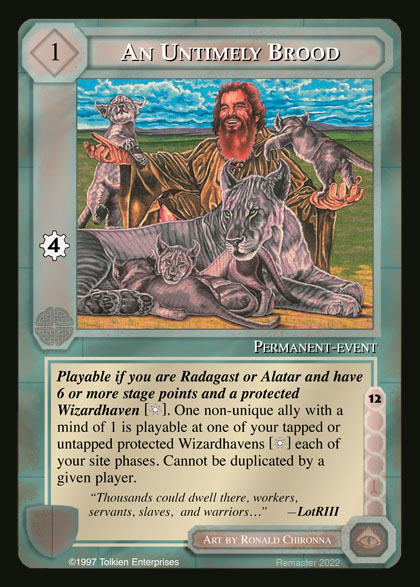 1
AN UNTIMELY BROOD
4
PERMANENT-EVENT
Playable if you are Radagast or Alatar and have
6 or more stage points and a protected
Wizardhaven [☼]. One non-unique ally with a
mind of 1 is playable at one of your tapped or
untapped protected Wizardhavens [☼] each of
your site phases. Cannot be duplicated by a
given player.
12
“Thousands could dwell there, workers,
servants, slaves, and warriors…” —LotRIII
ART BY RONALD CHIRONNA
©1997 Tolkien Enterprises
Remaster 2022